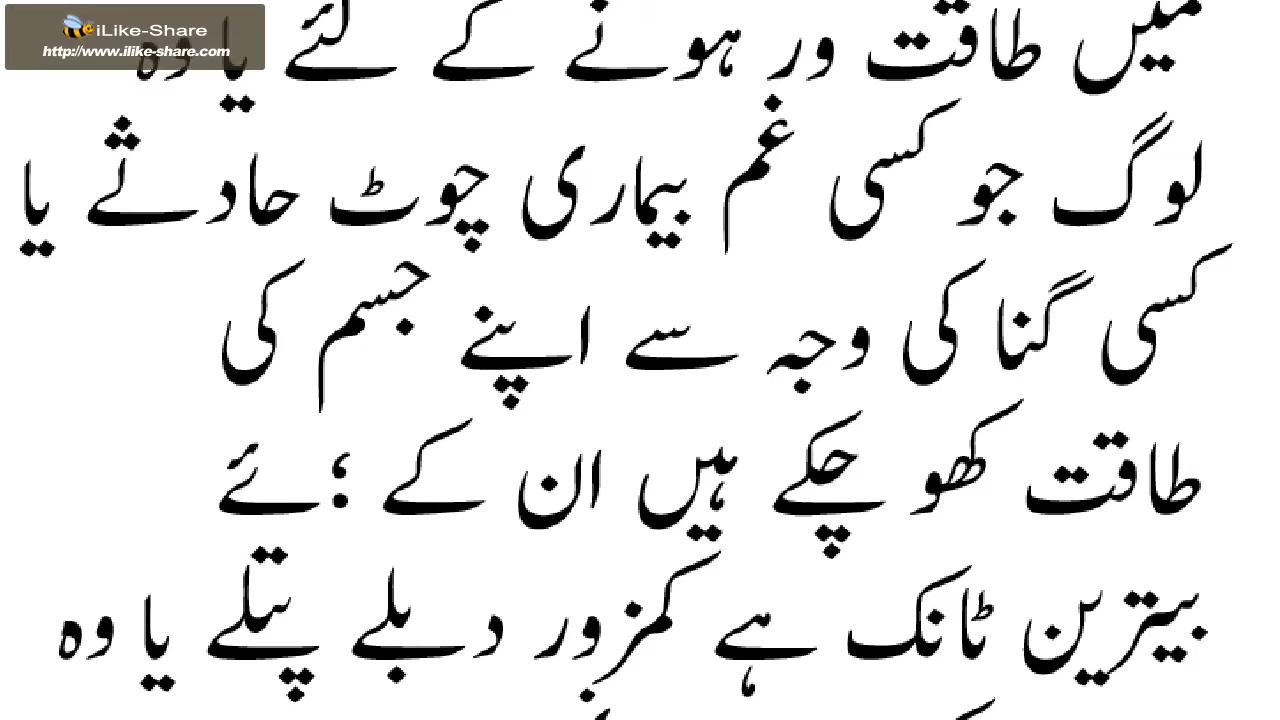 iLike-Share
http://www.ilike-share.com
میں طاقت ور ہونے کے لئے یا وہ
لوگ جو کسی غم بیماری چوٹ حادثے یا
کسی گنا کی وجہ سے اپنے جسم کی
طاقت کھو چکے ہیں ان کے ؛ئے
بیترین ٹانک ہے کمزور دبلے پتلے یا وہ